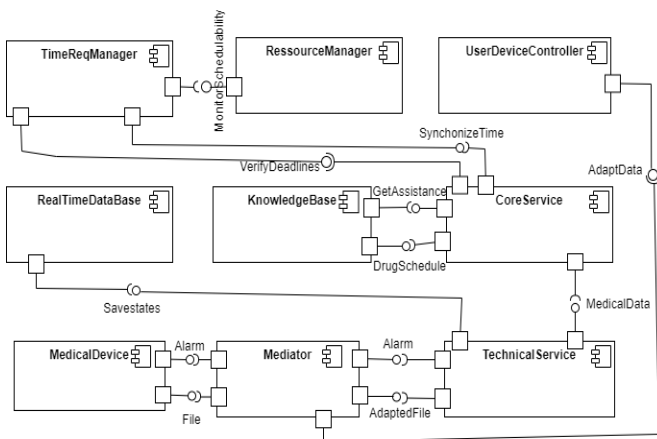 TimeReqManager
MonitorSchedulability
RessourceManager
UserDeviceController
SynchonizeTime
VerifyDeadlines
AdaptData
RealTimeDataBase
KnowledgeBase
GetAssistance
CoreService
DrugSchedule
Savestates
MedicalData
MedicalDevice
Alarm
Mediator
Alarm
TechnicalService
File
AdaptedFile